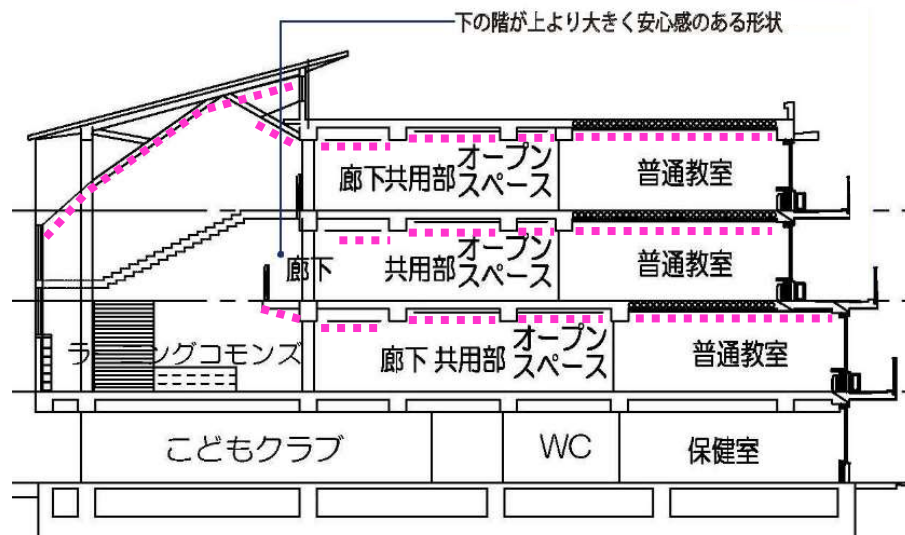 下の階が上より大きく安心感のある形状
廊下 共用部 オープン
スペース 普通教室
廊下 共用部 オープン
スペース 普通教室
ラーニングコモンズ 廊下 共用部 オープン
スペース 普通教室
こどもクラブ WC 保健室